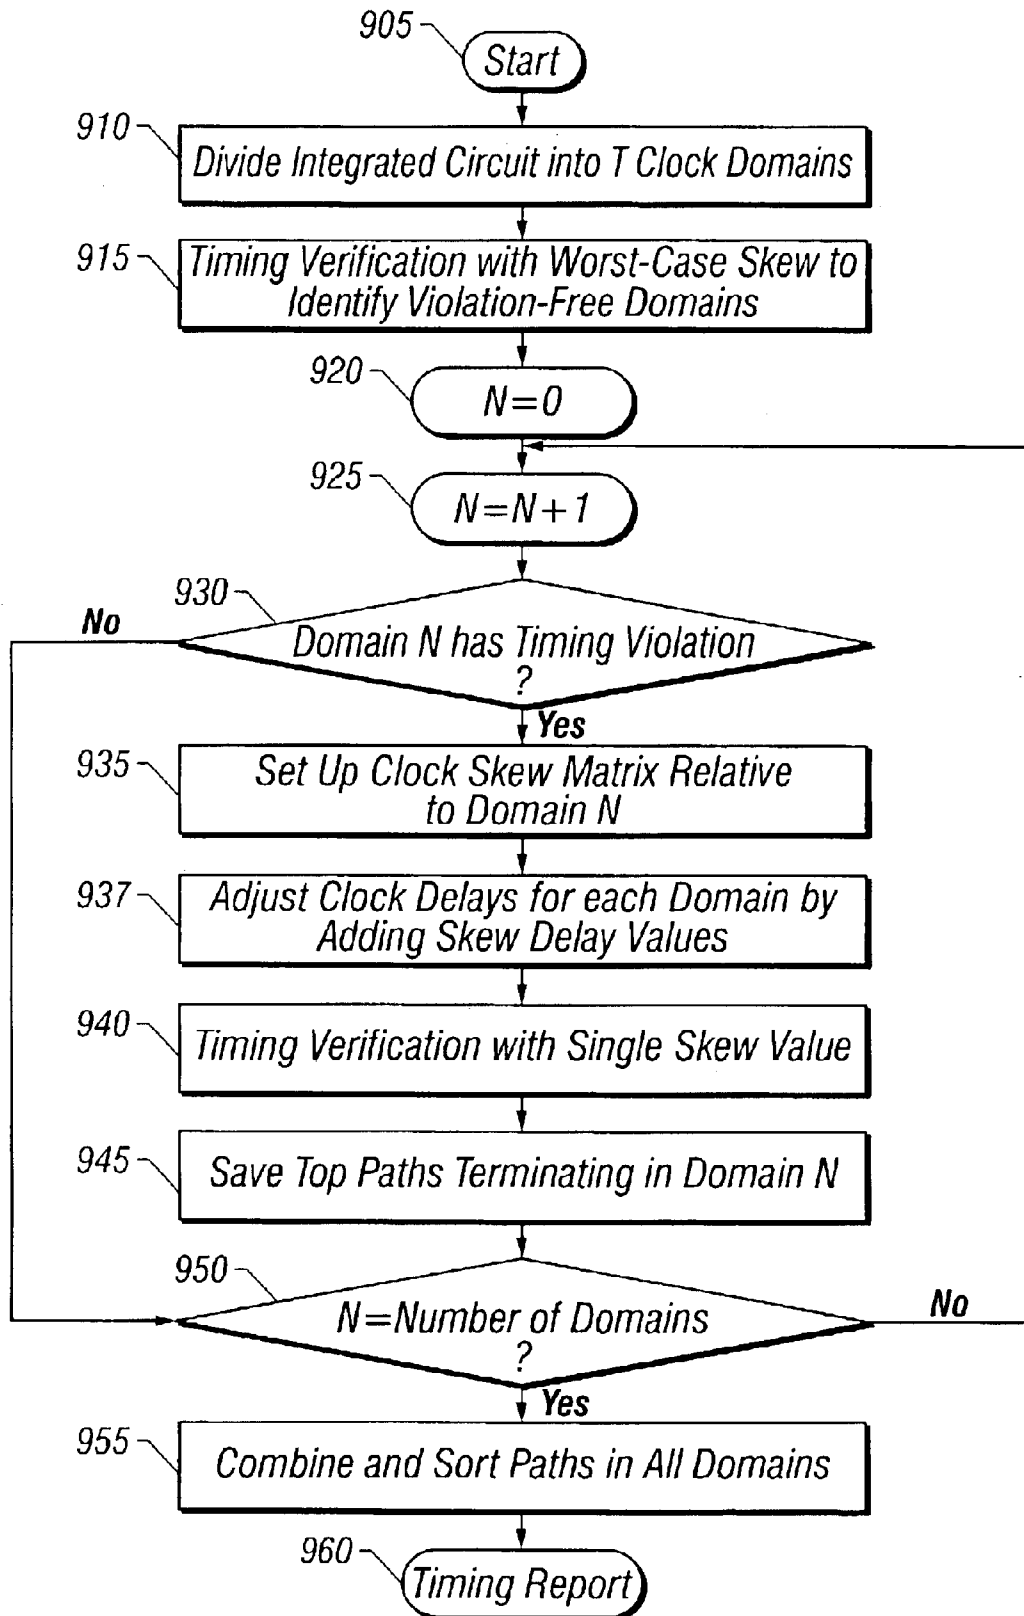 905
Start
910
Divide Integrated Circuit into T Clock Domains
915
Timing Verification with Worst-Case Skew to
Identify Violation-Free Domains
920
N=0
925
N=N+1
930
No
Domain N has Timing Violation
?
Yes
935
Set Up Clock Skew Matrix Relative
to Domain N
937
Adjust Clock Delays for each Domain by
Adding Skew Delay Values
940
Timing Verification with Single Skew Value
945
Save Top Paths Terminating in Domain N
950
N=Number of Domains
?
No
Yes
955
Combine and Sort Paths in All Domains
960
Timing Report